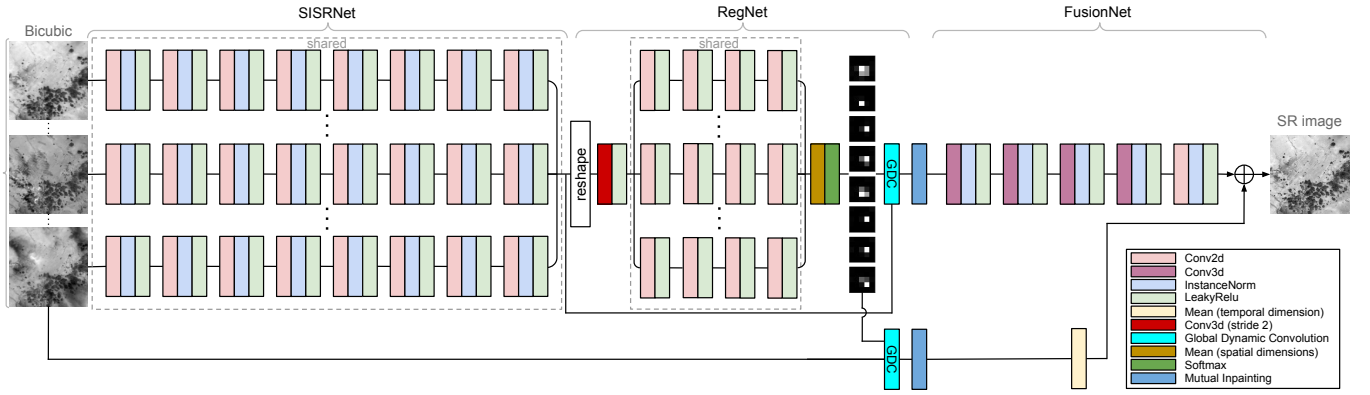 SISRNet
RegNet
FusionNet
Bicubic
shared
shared
reshape
GDC
SR image
GDC
Conv2d
Conv3d
InstanceNorm
LeakyRelu
Mean (temporal dimension)
Conv3d (stride 2)
Global Dynamic Convolution
Mean (spatial dimensions)
Softmax
Mutual Inpainting